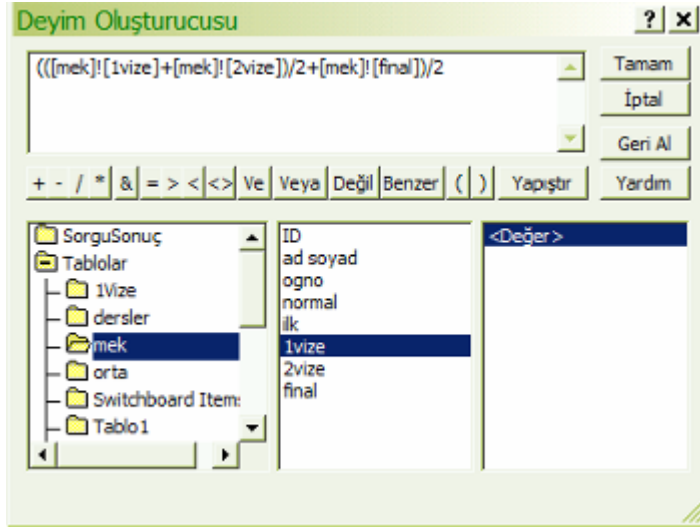 Deyim Oluşturucusu
(([mek]![1vize]+[mek]![2vize])/2+[mek]![final])/2
Tamam
İptal
Geri Al
+ - / * & = > < <> Ve Veya Değil Benzer ( ) Yapıştır Yardım
SorguSonuç
Tablolar
1Vize
dersler
mek
orta
Switchboard Item
Tablo1
ID
ad soyad
ogno
normal
ilk
1vize
2vize
final
<Değer>